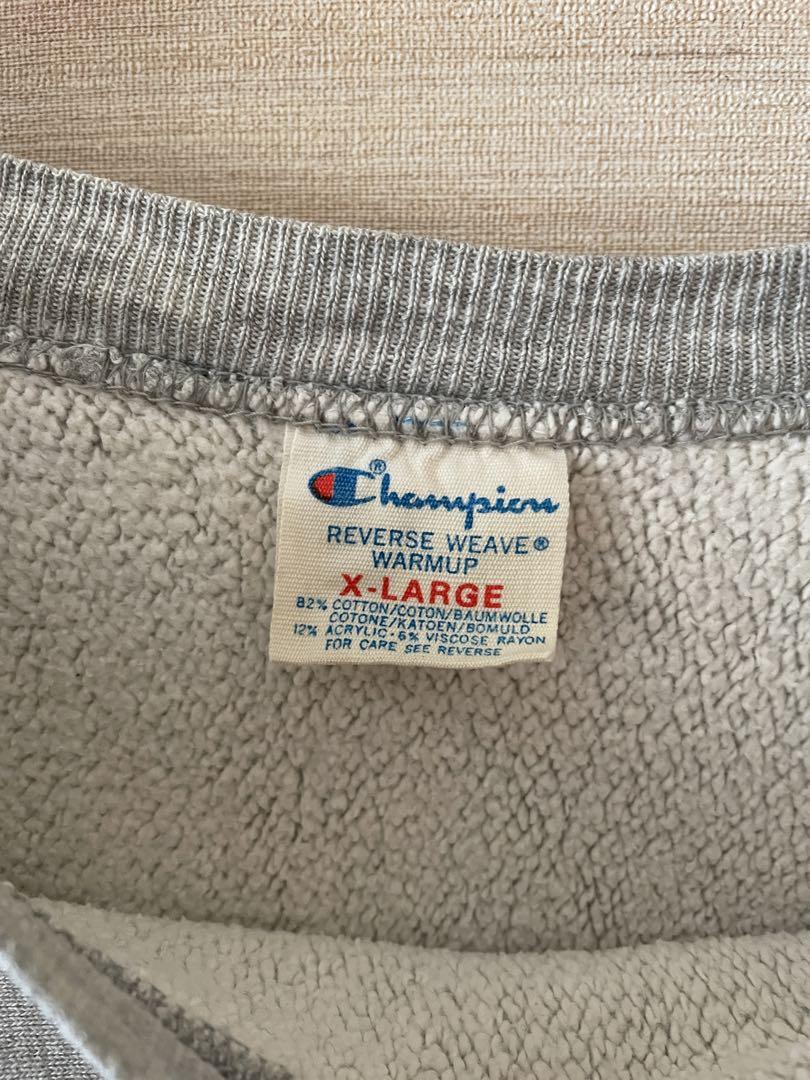 Champion®
REVERSE WEAVE®
WARMUP
X-LARGE
82% COTTON/COTON/BAUMWOLLE
COTONE/KATOEN/BOMULD
12% ACRYLIC·6% VISCOSE RAYON
FOR CARE SEE REVERSE